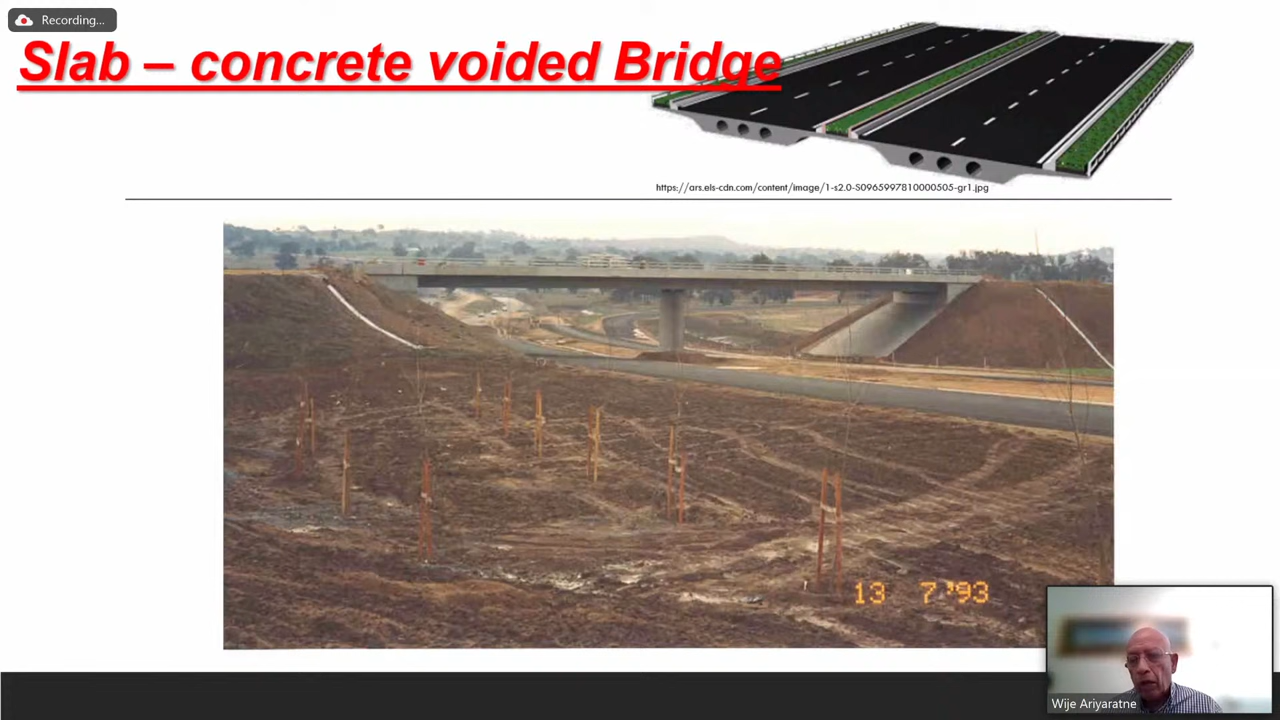 Recording...
Slab – concrete voided Bridge
https://ars.els-cdn.com/content/image/1-s2.0-S0965997810000505-gr1.jpg
13 7 '93
Wije Ariyaratne